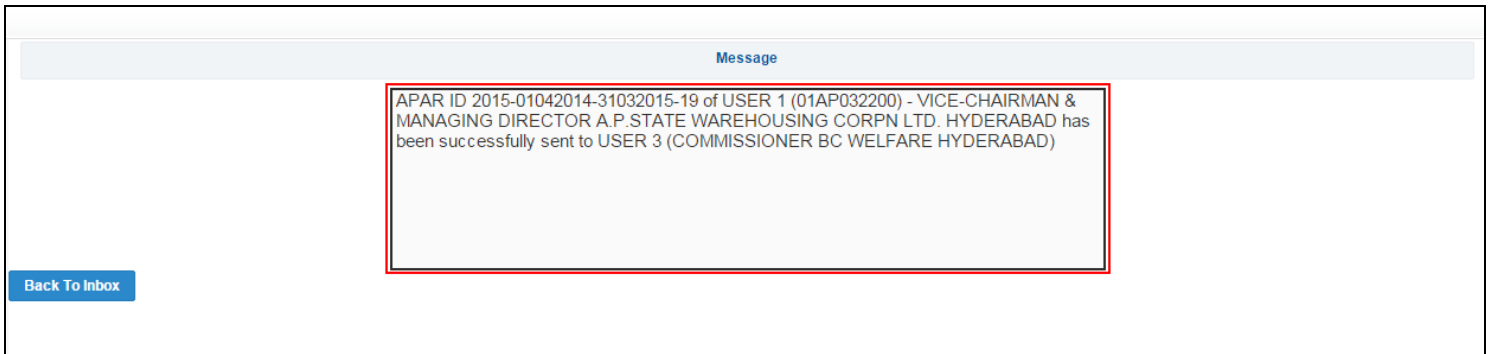 Message
APAR ID 2015-01042014-31032015-19 of USER 1 (01AP032200) - VICE-CHAIRMAN &
MANAGING DIRECTOR A.P.STATE WAREHOUSING CORPN LTD. HYDERABAD has
been successfully sent to USER 3 (COMMISSIONER BC WELFARE HYDERABAD)
Back To Inbox